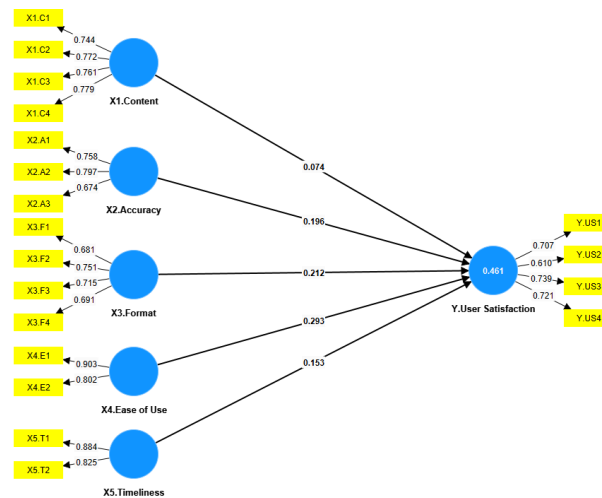 X1.C1
0.744
X1.C2
0.772
X1.C3
0.761
X1.C4
0.779
X1.Content
X2.A1
0.758
X2.A2
0.797
X2.A3
0.674
X2.Accuracy
X3.F1
0.681
X3.F2
0.751
X3.F3
0.715
X3.F4
0.691
X3.Format
X4.E1
0.903
X4.E2
0.802
X4.Ease of Use
X5.T1
0.884
X5.T2
0.825
X5.Timeliness
0.074
0.196
0.212
0.293
0.153
0.461
Y.User Satisfaction
0.707
Y.US1
0.610
Y.US2
0.739
Y.US3
0.721
Y.US4